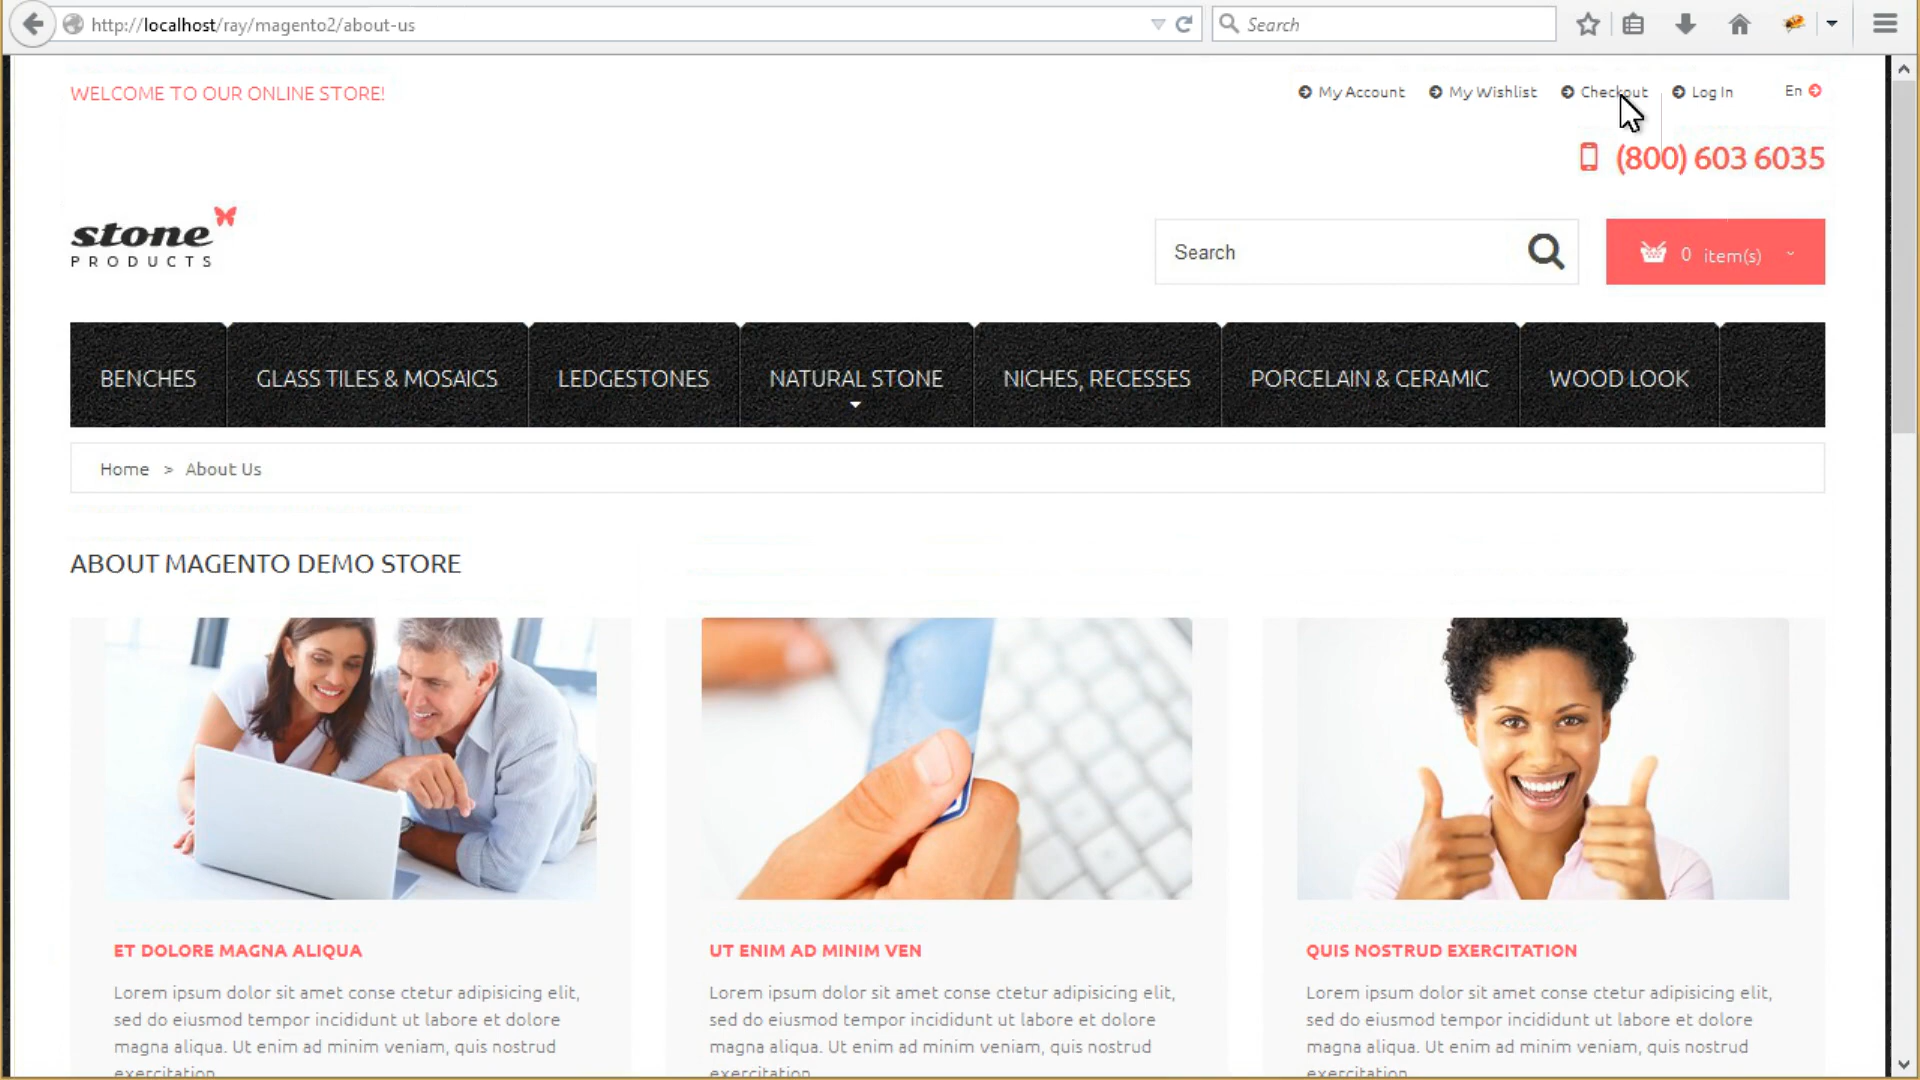 http://localhost/ray/magento2/about-us
Search
WELCOME TO OUR ONLINE STORE!
My Account
My Wishlist
Checkout
Log In
En
(800) 603 6035
stone
PRODUCTS
Search
0 item(s)
BENCHES
GLASS TILES & MOSAICS
LEDGESTONES
NATURAL STONE
NICHES, RECESSES
PORCELAIN & CERAMIC
WOOD LOOK
Home > About Us
ABOUT MAGENTO DEMO STORE
ET DOLORE MAGNA ALIQUA
Lorem ipsum dolor sit amet conse ctetur adipisicing elit,
sed do eiusmod tempor incididunt ut labore et dolore
magna aliqua. Ut enim ad minim veniam, quis nostrud
exercitation
UT ENIM AD MINIM VEN
Lorem ipsum dolor sit amet conse ctetur adipisicing elit,
sed do eiusmod tempor incididunt ut labore et dolore
magna aliqua. Ut enim ad minim veniam, quis nostrud
exercitation
QUIS NOSTRUD EXERCITATION
Lorem ipsum dolor sit amet conse ctetur adipisicing elit,
sed do eiusmod tempor incididunt ut labore et dolore
magna aliqua. Ut enim ad minim veniam, quis nostrud
exercitation